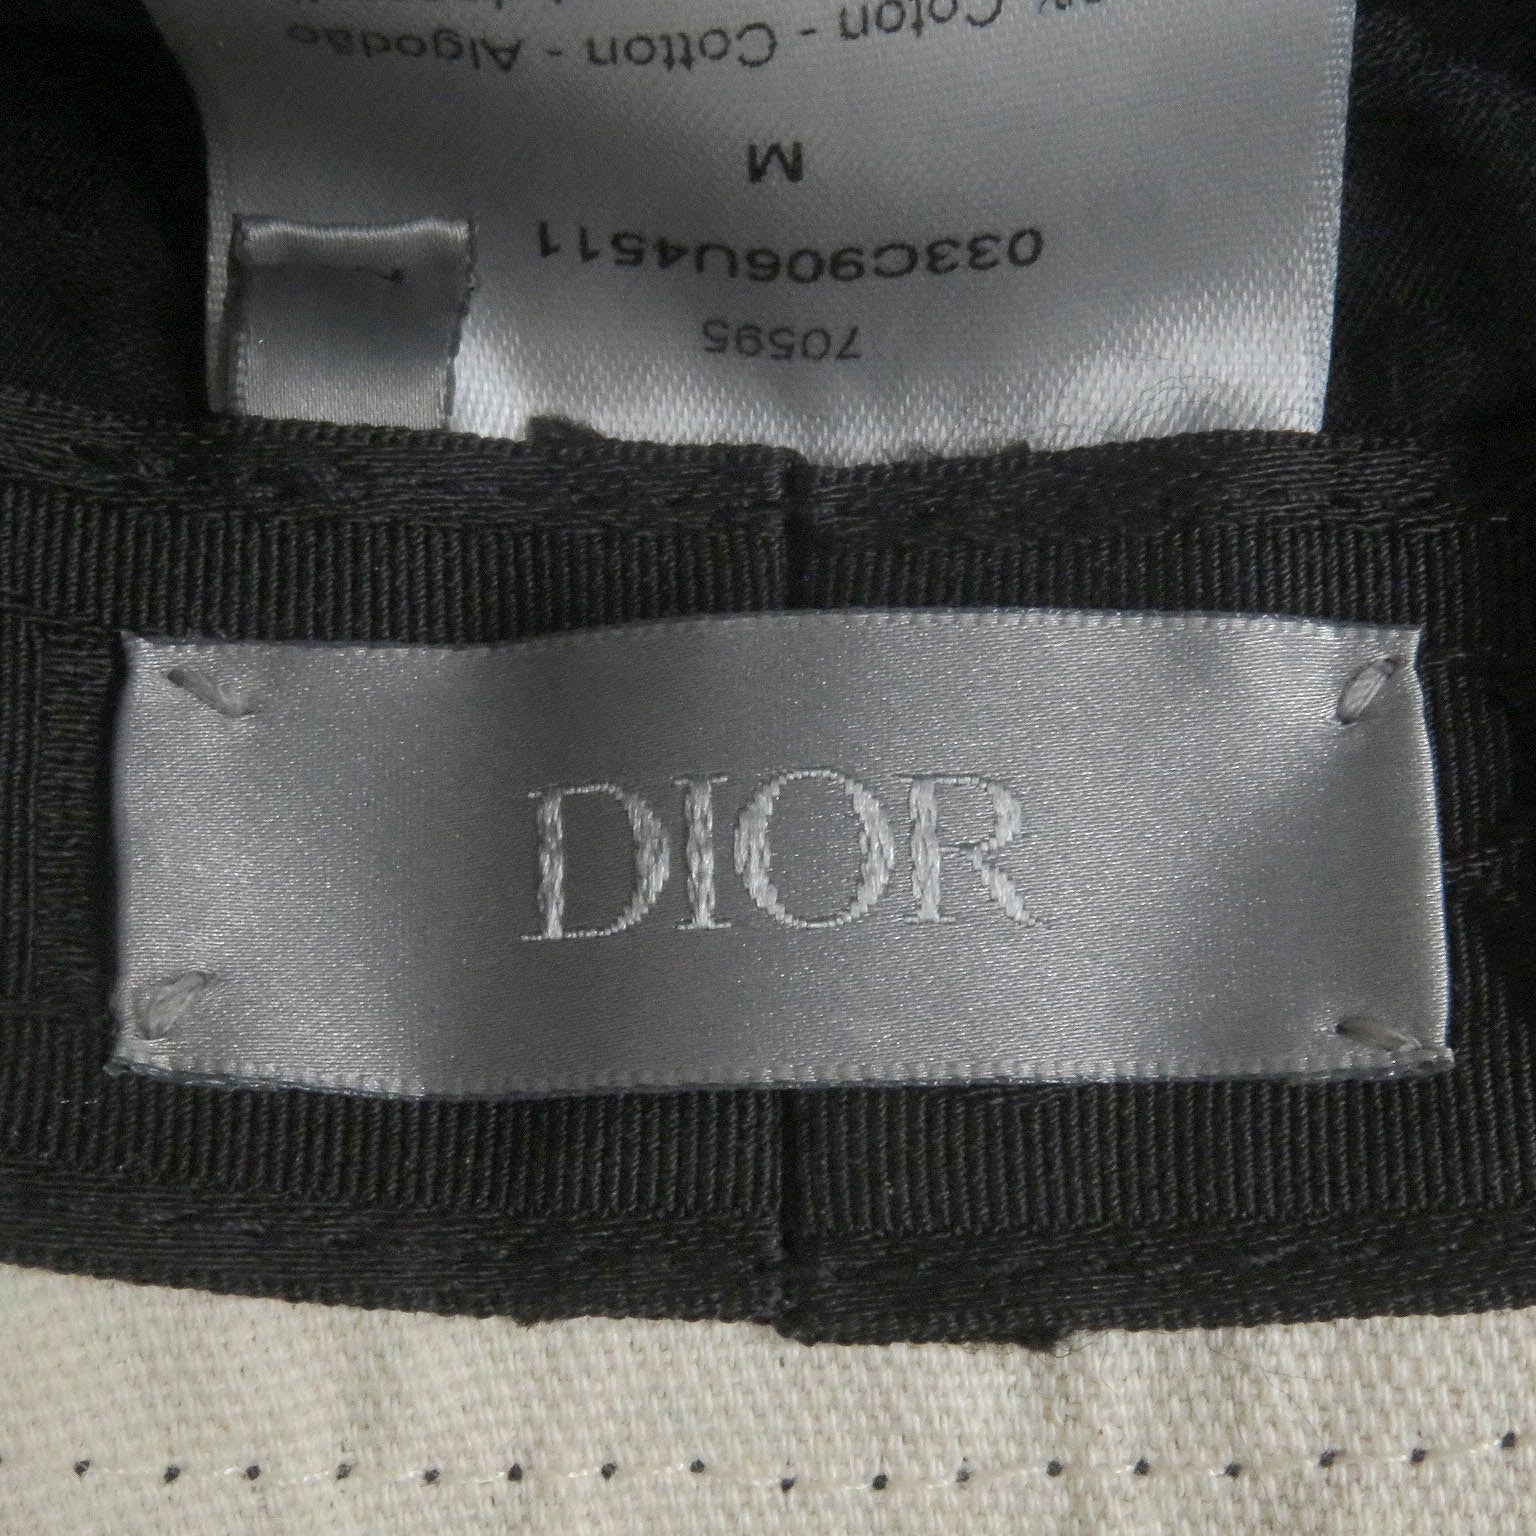 70595
033C906U4511
M
Cotton - Algodão
Coton -
DIOR